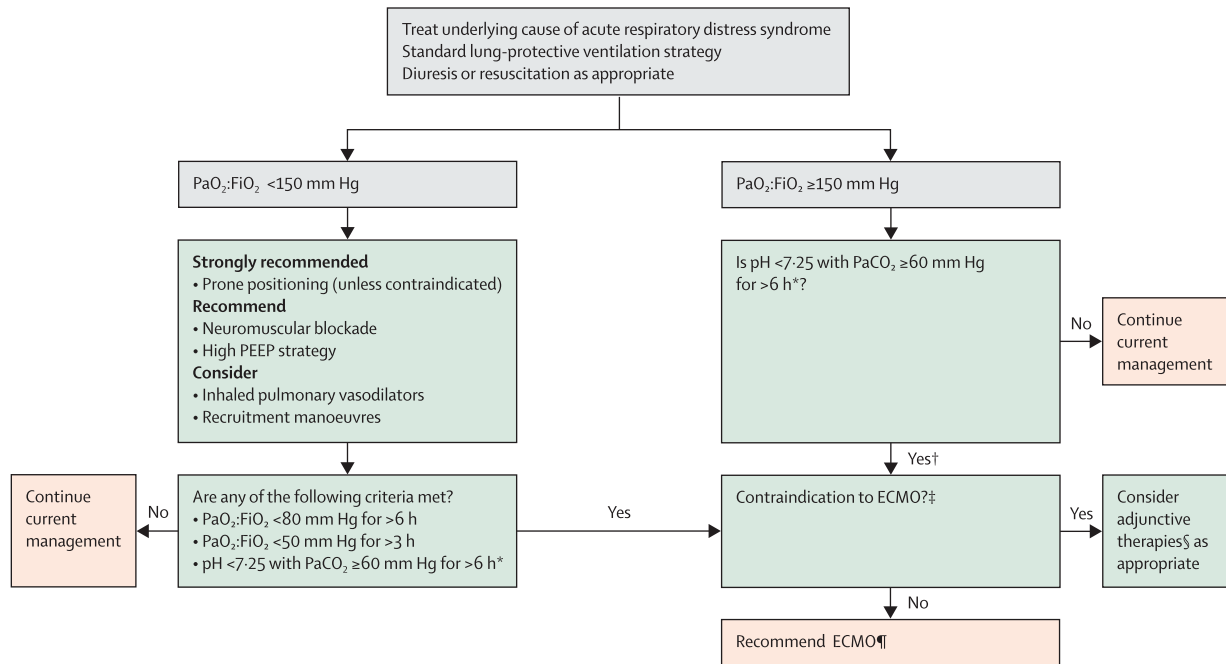 Treat underlying cause of acute respiratory distress syndrome
Standard lung-protective ventilation strategy
Diuresis or resuscitation as appropriate
PaO₂:FiO₂ <150 mm Hg
PaO₂:FiO₂ ≥150 mm Hg
Strongly recommended
• Prone positioning (unless contraindicated)
Recommend
• Neuromuscular blockade
• High PEEP strategy
Consider
• Inhaled pulmonary vasodilators
• Recruitment manoeuvres
Is pH <7·25 with PaCO₂ ≥60 mm Hg
for >6 h*?
No
Continue
current
management
Yes†
Continue
current
management
No
Are any of the following criteria met?
• PaO₂:FiO₂ <80 mm Hg for >6 h
• PaO₂:FiO₂ <50 mm Hg for >3 h
• pH <7·25 with PaCO₂ ≥60 mm Hg for >6 h*
Yes
Contraindication to ECMO?‡
Yes
Consider
adjunctive
therapies§ as
appropriate
No
Recommend ECMO¶